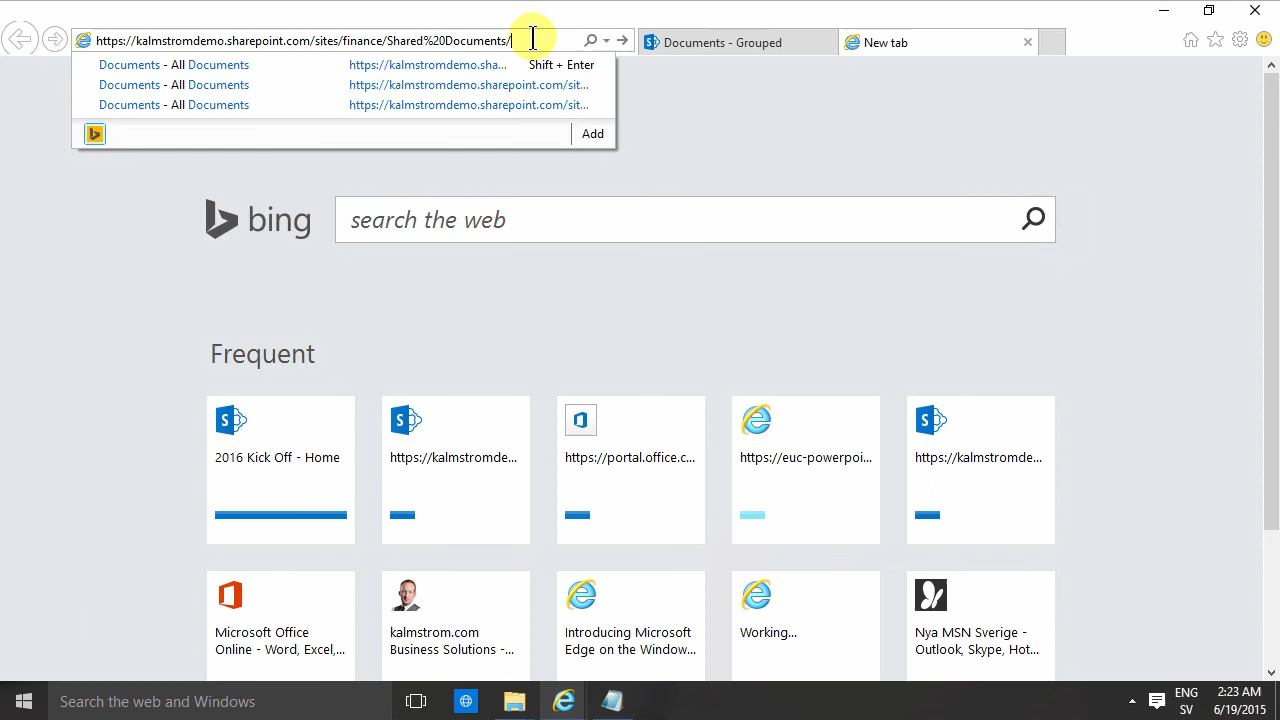 https://kalmstromdemo.sharepoint.com/sites/finance/Shared%20Documents/
Documents - Grouped
New tab
Documents - All Documents https://kalmstromdemo.sha... Shift + Enter
Documents - All Documents https://kalmstromdemo.sharepoint.com/sit...
Documents - All Documents https://kalmstromdemo.sharepoint.com/sit...
Add
bing
search the web
Frequent
2016 Kick Off - Home
https://kalmstromde...
https://portal.office.c...
https://euc-powerpoi...
https://kalmstromde...
Microsoft Office
Online - Word, Excel,...
kalmstrom.com
Business Solutions -...
Introducing Microsoft
Edge on the Window...
Working...
Nya MSN Sverige -
Outlook, Skype, Hot...
Search the web and Windows
ENG
SV
2:23 AM
6/19/2015